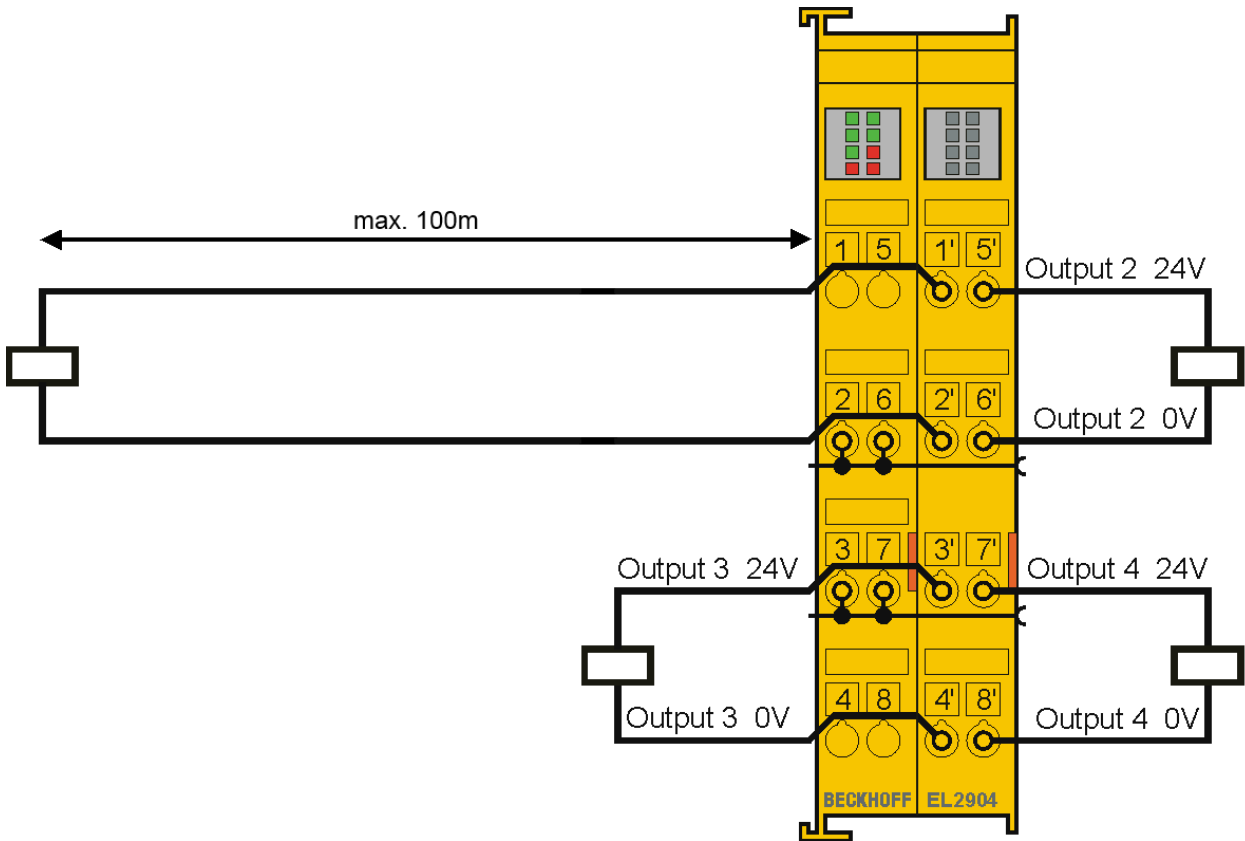 max. 100m
1 5 1' 5'
Output 2 24V
2 6 2' 6'
Output 2 0V
Output 3 24V
3 7 3' 7'
Output 4 24V
4 8 4' 8'
Output 3 0V
Output 4 0V
BECKHOFF EL2904